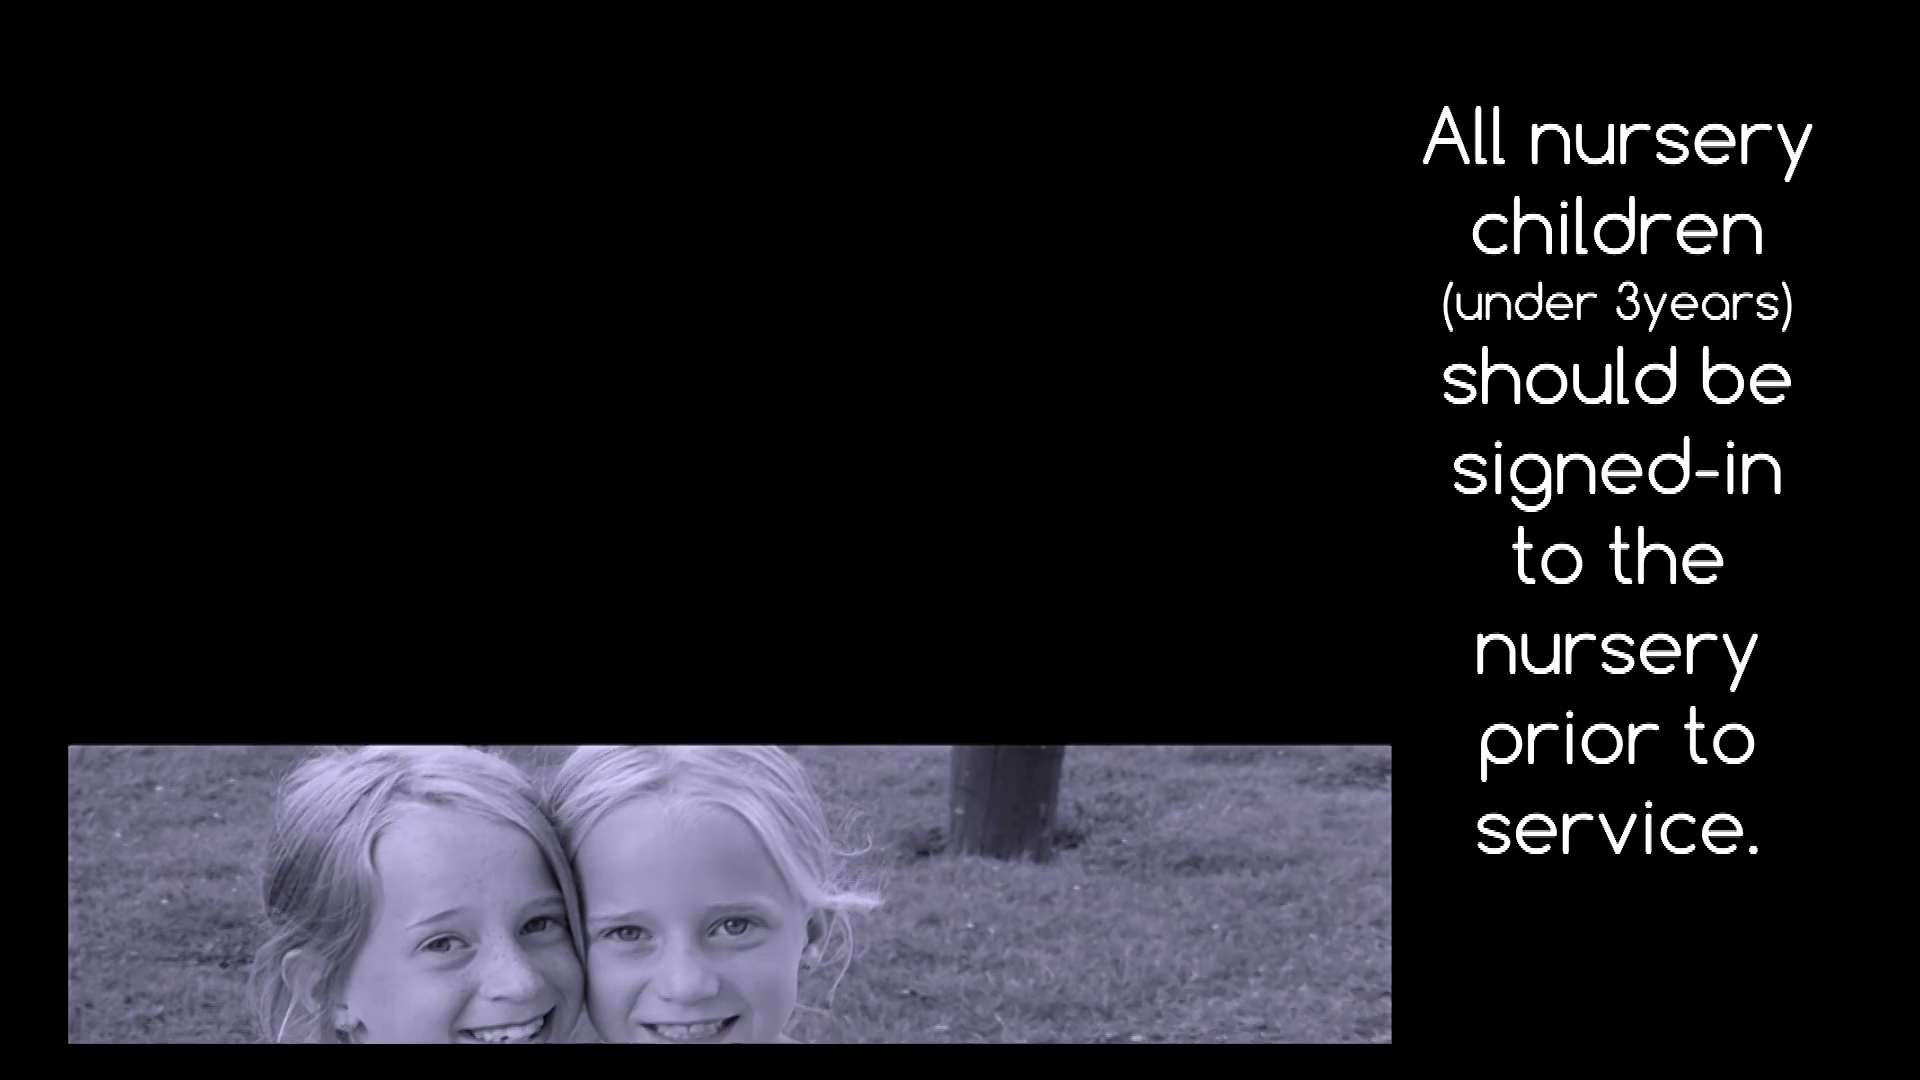 All nursery
children
(under 3years)
should be
signed-in
to the
nursery
prior to
service.